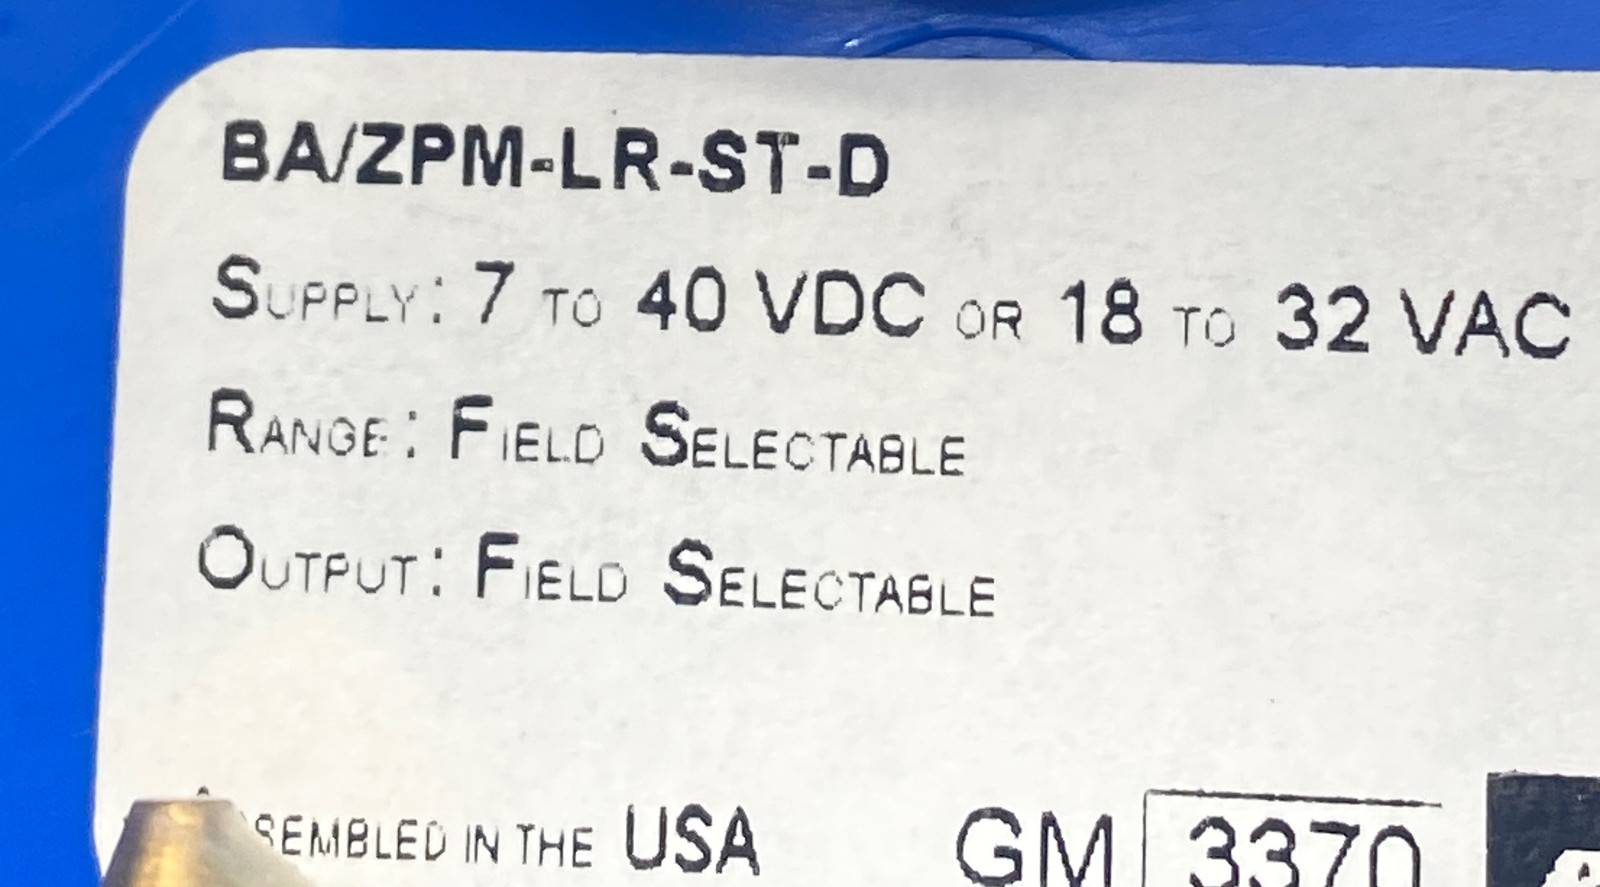 BA/ZPM-LR-ST-D
SUPPLY: 7 TO 40 VDC OR 18 TO 32 VAC
RANGE: FIELD SELECTABLE
OUTPUT: FIELD SELECTABLE
ASSEMBLED IN THE USA
GM 3370